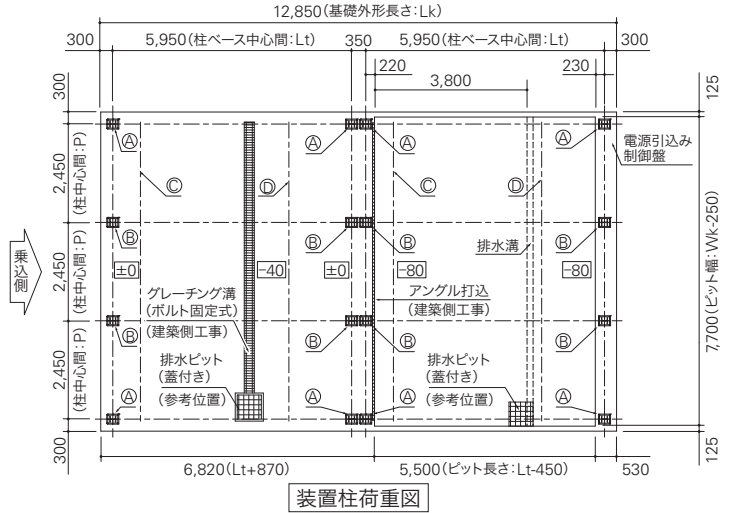 12,850(基礎外形長さ:Lk)
300
5,950(柱ベース中心間:Lt)
350
5,950(柱ベース中心間:Lt)
300
220
230
3,800
300
125
Ⓐ
Ⓐ
Ⓐ
Ⓐ
電源引込み
制御盤
2,450
(柱中心間:P)
Ⓒ
Ⓓ
Ⓒ
Ⓓ
Ⓑ
Ⓑ
Ⓑ
Ⓑ
乗込側
2,450
(柱中心間:P)
±0
-40
±0
-80
排水溝
-80
7,700(ピット幅:Wk-250)
グレーチング溝
(ボルト固定式)
(建築側工事)
アングル打込
(建築側工事)
Ⓑ
Ⓑ
Ⓑ
Ⓑ
2,450
(柱中心間:P)
排水ピット
(蓋付き)
(参考位置)
排水ピット
(蓋付き)
(参考位置)
Ⓐ
Ⓐ
Ⓐ
Ⓐ
300
125
6,820(Lt+870)
5,500(ピット長さ:Lt-450)
530
装置柱荷重図